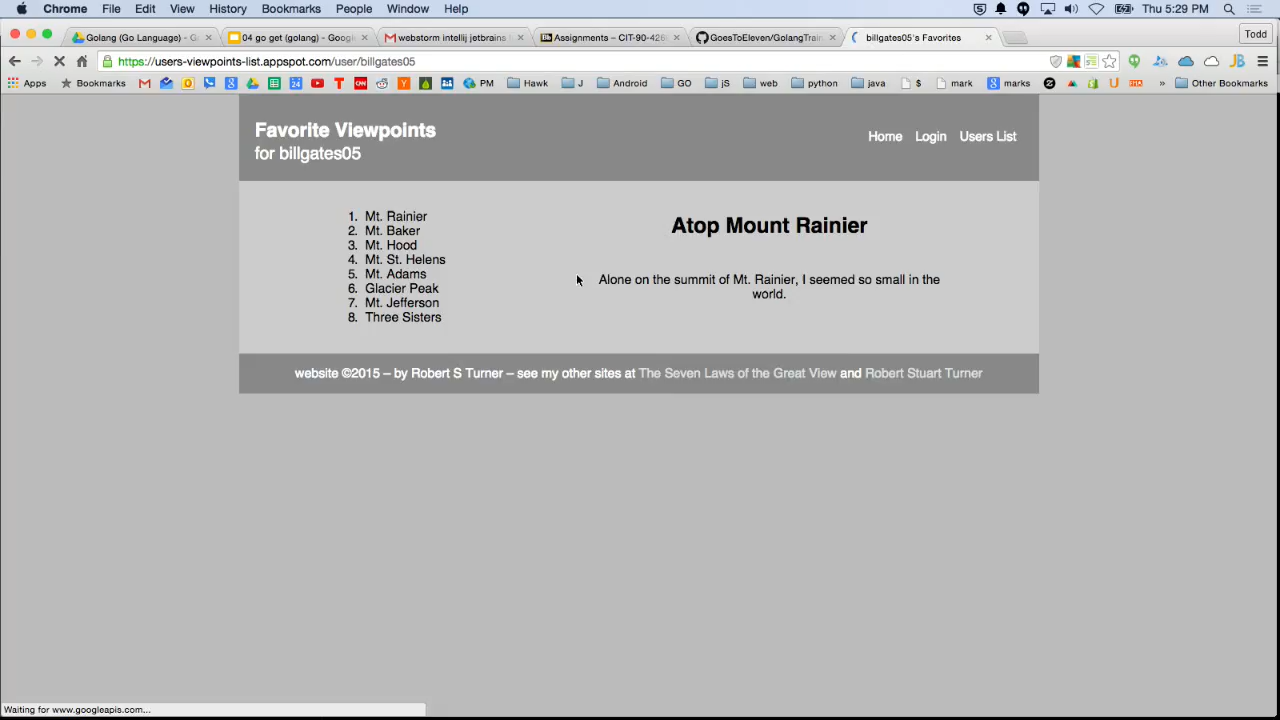 Chrome File Edit View History Bookmarks People Window Help Thu 5:29 PM
Golang (Go Language) - Go
04 go get (golang) - Googl
webstorm intellij jetbrains
Assignments – CIT-90-426
GoesToEleven/GolangTrain
billgates05's Favorites
Todd
https://users-viewpoints-list.appspot.com/user/billgates05
Apps Bookmarks PM Hawk J Android GO iS web python java $ mark marks » Other Bookmarks
Favorite Viewpoints
for billgates05
Home Login Users List
1. Mt. Rainier
2. Mt. Baker
3. Mt. Hood
4. Mt. St. Helens
5. Mt. Adams
6. Glacier Peak
7. Mt. Jefferson
8. Three Sisters
Atop Mount Rainier
Alone on the summit of Mt. Rainier, I seemed so small in the
world.
website ©2015 – by Robert S Turner – see my other sites at The Seven Laws of the Great View and Robert Stuart Turner
Waiting for www.googleapis.com...